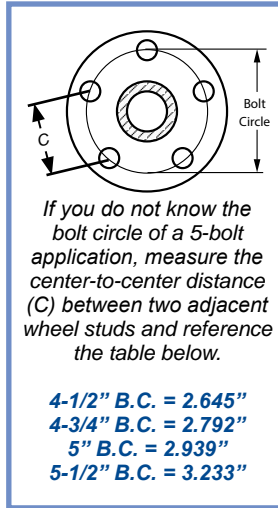 Bolt
Circle
C
If you do not know the
bolt circle of a 5-bolt
application, measure the
center-to-center distance
(C) between two adjacent
wheel studs and reference
the table below.
4-1/2” B.C. = 2.645”
4-3/4” B.C. = 2.792”
5” B.C. = 2.939”
5-1/2” B.C. = 3.233”